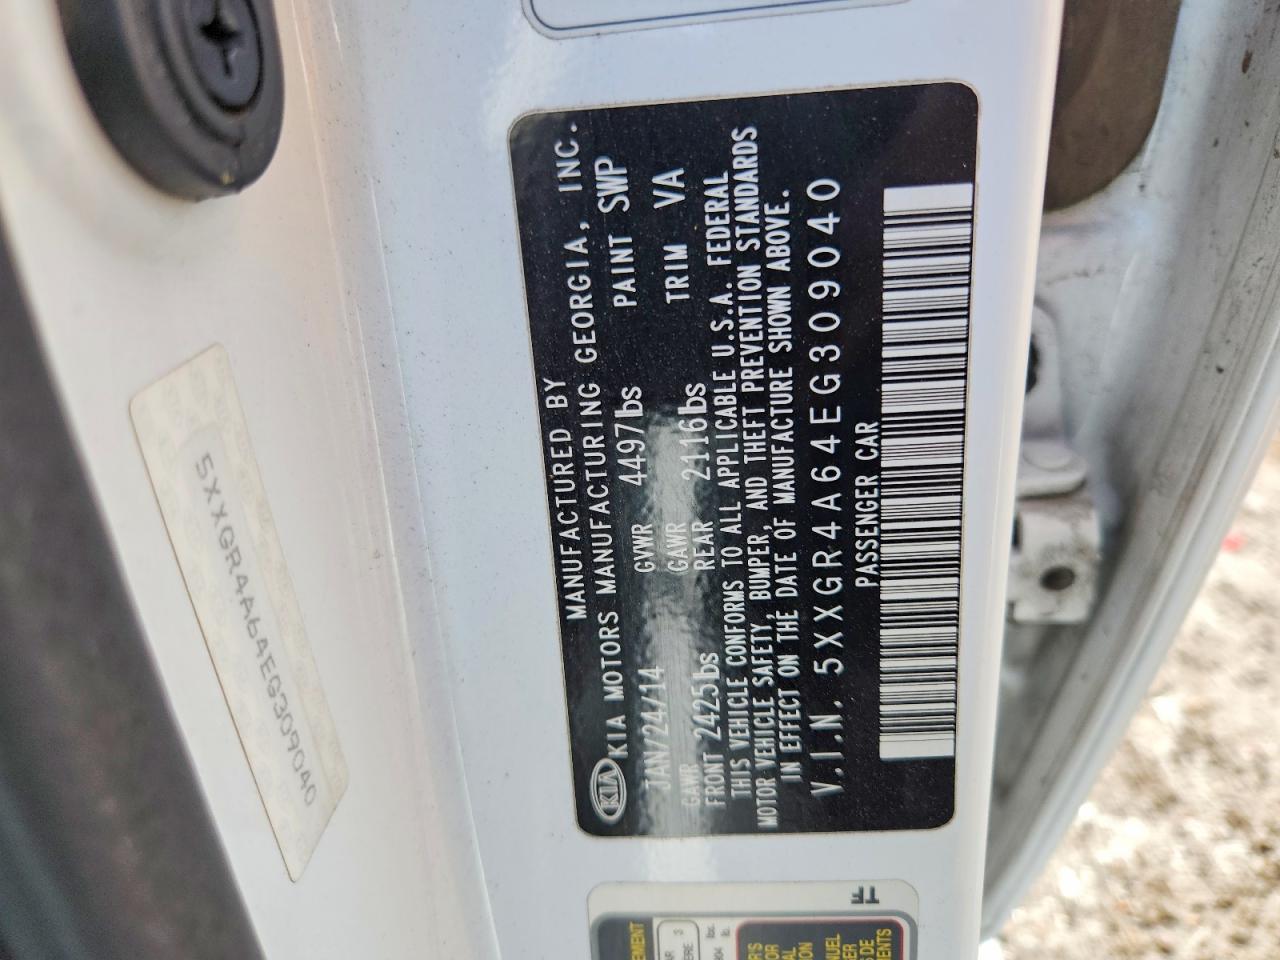 MANUFACTURED BY
KIA KIA MOTORS MANUFACTURING GEORGIA, INC.
JAN/24/14 GVWR 4497lbs PAINT SWP
GAWR FRONT 2425lbs GAWR REAR 2116lbs TRIM VA
THIS VEHICLE CONFORMS TO ALL APPLICABLE U.S.A. FEDERAL
MOTOR VEHICLE SAFETY, BUMPER, AND THEFT PREVENTION STANDARDS
IN EFFECT ON THE DATE OF MANUFACTURE SHOWN ABOVE.
V.I.N. 5XXGR4A64EG309040
PASSENGER CAR
5XXGR4A64EG309040
TF